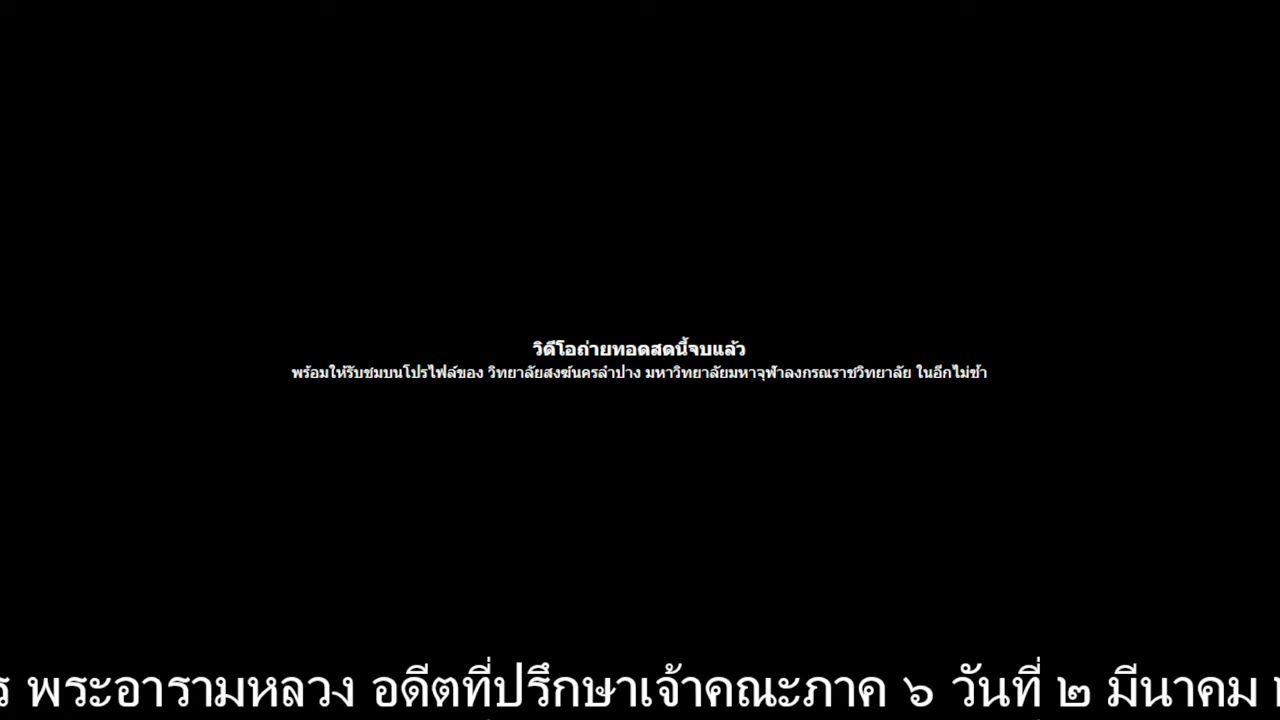 วิดีโอถ่ายทอดสดนี้จบแล้ว
พร้อมให้รับชมบนโปรไฟล์ของ วิทยาลัยสงฆ์นครลำปาง มหาวิทยาลัยมหาจุฬาลงกรณราชวิทยาลัย ในอีกไม่ช้า
พระอารามหลวง อดีตที่ปรึกษาเจ้าคณะภาค ๖ วันที่ ๒ มีนาคม